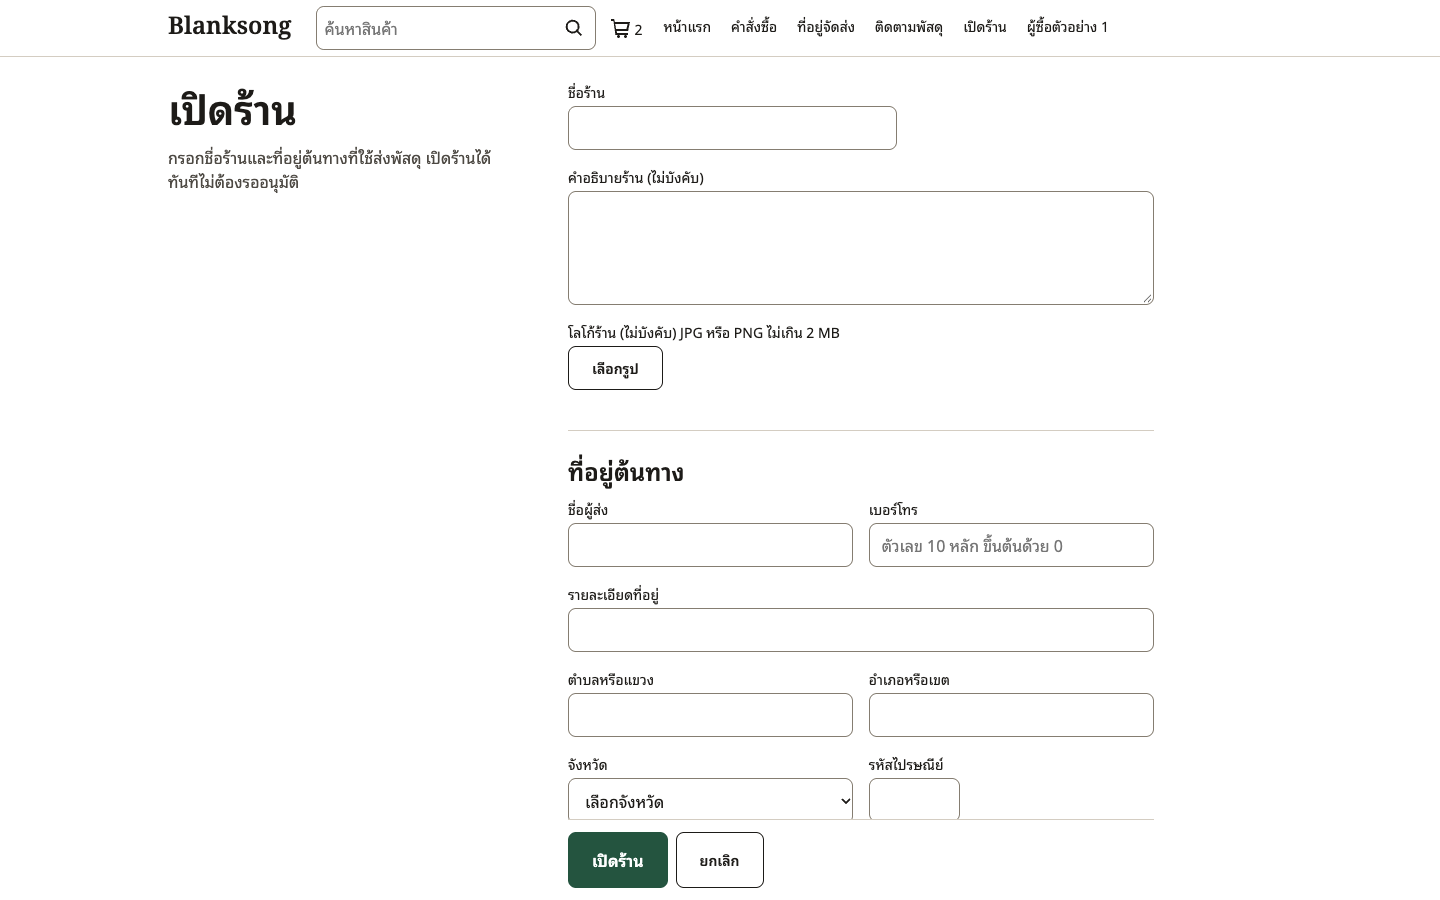 Blanksong
ค้นหาสินค้า
2
หน้าแรก
คำสั่งซื้อ
ที่อยู่จัดส่ง
ติดตามพัสดุ
เปิดร้าน
ผู้ซื้อตัวอย่าง 1
เปิดร้าน
กรอกชื่อร้านและที่อยู่ต้นทางที่ใช้ส่งพัสดุ เปิดร้านได้
ทันทีไม่ต้องรออนุมัติ
ชื่อร้าน
คำอธิบายร้าน (ไม่บังคับ)
โลโก้ร้าน (ไม่บังคับ) JPG หรือ PNG ไม่เกิน 2 MB
เลือกรูป
ที่อยู่ต้นทาง
ชื่อผู้ส่ง
เบอร์โทร
ตัวเลข 10 หลัก ขึ้นต้นด้วย 0
รายละเอียดที่อยู่
ตำบลหรือแขวง
อำเภอหรือเขต
จังหวัด
รหัสไปรษณีย์
เลือกจังหวัด
เปิดร้าน
ยกเลิก